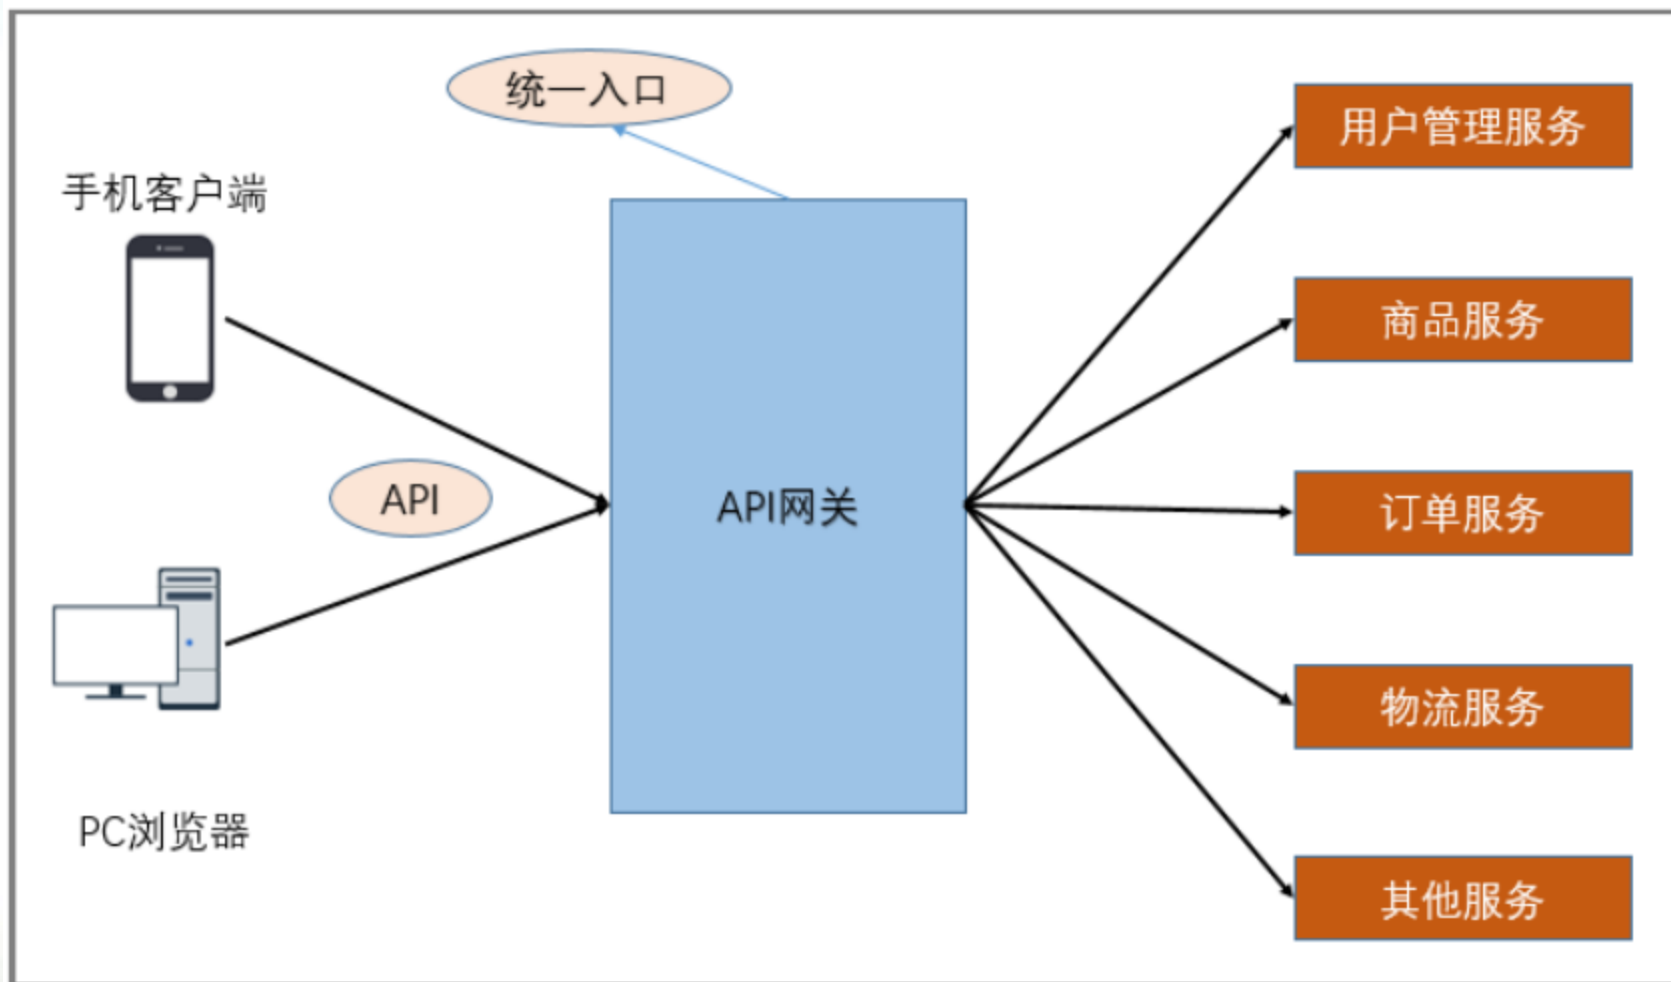 统一入口
手机客户端
API
PC浏览器
API网关
用户管理服务
商品服务
订单服务
物流服务
其他服务